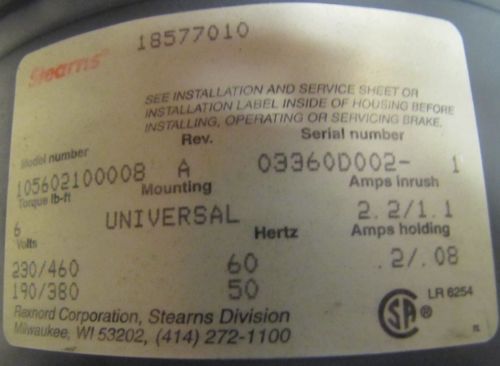 18577010
Stearns®
SEE INSTALLATION AND SERVICE SHEET OR
INSTALLATION LABEL INSIDE OF HOUSING BEFORE
INSTALLING, OPERATING OR SERVICING BRAKE.
Model number Rev. Serial number
105602100008 A 03360D002- 1
Torque lb-ft Mounting Amps inrush
6 UNIVERSAL 2.2/1.1
Volts Hertz Amps holding
230/460 60 .2/.08
190/380 50
Rexnord Corporation, Stearns Division
Milwaukee, WI 53202, (414) 272-1100
CSA® LR 6254